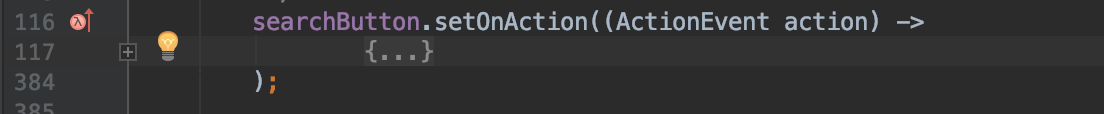 116 searchButton.setOnAction((ActionEvent action) ->
117 {...}
384 );
385